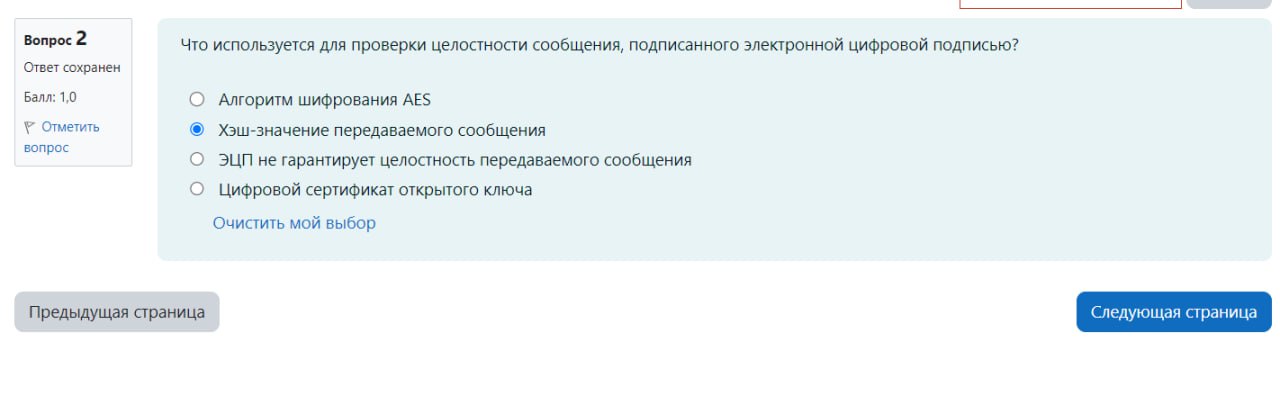 Вопрос 2
Ответ сохранен
Балл: 1,0
Отметить
вопрос
Что используется для проверки целостности сообщения, подписанного электронной цифровой подписью?
Алгоритм шифрования AES
Хэш-значение передаваемого сообщения
ЭЦП не гарантирует целостность передаваемого сообщения
Цифровой сертификат открытого ключа
Очистить мой выбор
Предыдущая страница
Следующая страница